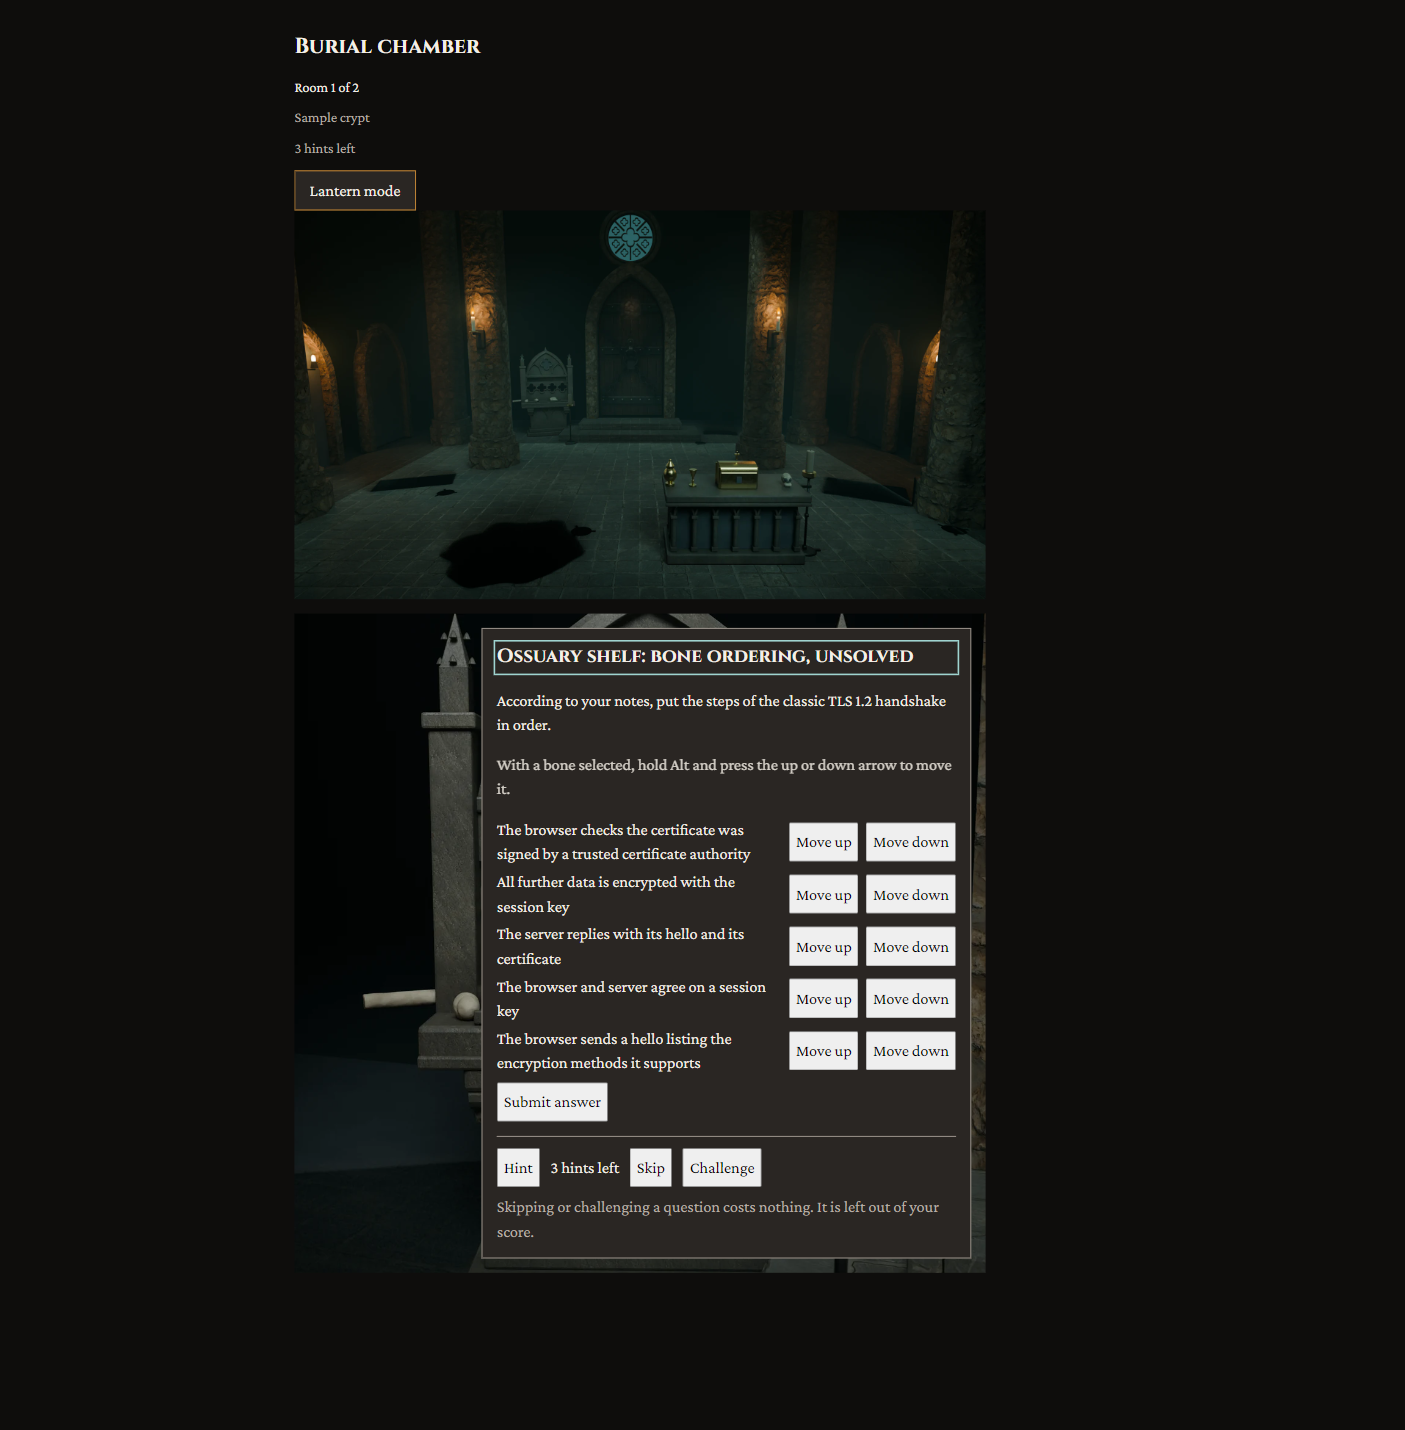 Burial chamber
Room 1 of 2
Sample crypt
3 hints left
Lantern mode
Ossuary shelf: bone ordering, unsolved
According to your notes, put the steps of the classic TLS 1.2 handshake
in order.
With a bone selected, hold Alt and press the up or down arrow to move
it.
The browser checks the certificate was
signed by a trusted certificate authority
Move up Move down
All further data is encrypted with the
session key
Move up Move down
The server replies with its hello and its
certificate
Move up Move down
The browser and server agree on a session
key
Move up Move down
The browser sends a hello listing the
encryption methods it supports
Move up Move down
Submit answer
Hint 3 hints left Skip Challenge
Skipping or challenging a question costs nothing. It is left out of your
score.